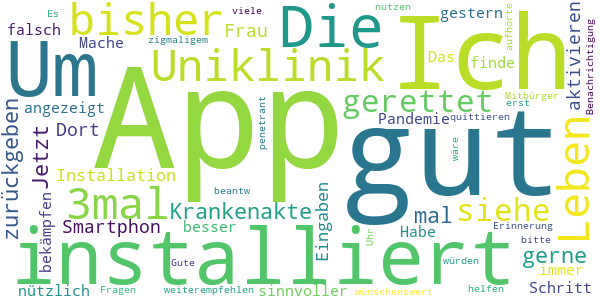 Es
viele
nutzen
gestern
aufhörte
Benachrichtigung
bisher
Die
Ich
falsch
Frau
Mache
zigmaligem
Das
finde
aktivieren
Um
App
Uniklinik
Mitbürger
angezeigt
gerettet
zurückgeben
Jetzt
Dort
penetrant
Pandemie
quittieren
erst
gut
Leben
Installation
wäre
beantw
3mal
Krankenakte
Eingaben
mal
siehe
bekämpfen
Smartphon
besser
Habe
Erinnerung
installiert
Uhr
bitte
gerne
Gute
würden
immer
nützlich
Fragen
weiterempfehlen
sinnvoller
wünschenswert
helfen
Schritt